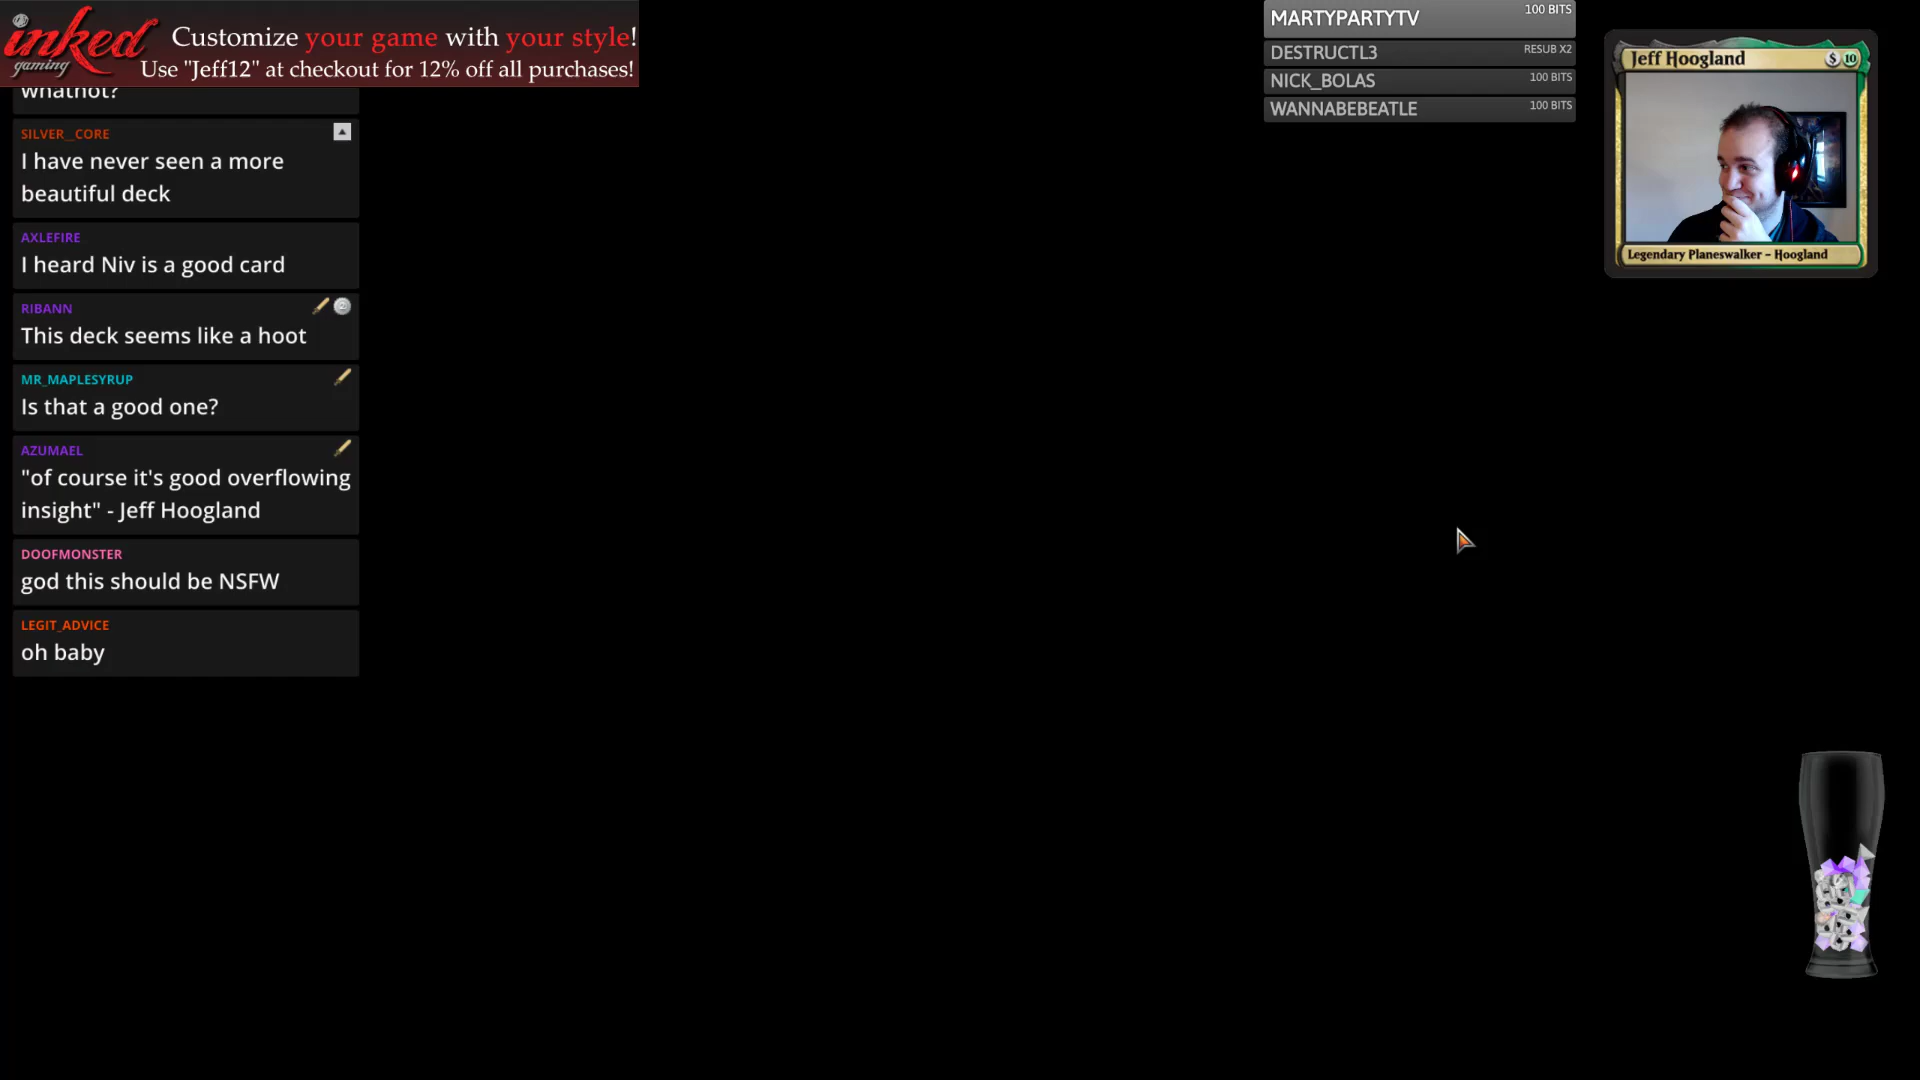 inked
gaming
Customize your game with your style!
Use "Jeff12" at checkout for 12% off all purchases!
whatnot?
SILVER__CORE
I have never seen a more
beautiful deck
AXLEFIRE
I heard Niv is a good card
RIBANN
This deck seems like a hoot
MR_MAPLESYRUP
Is that a good one?
AZUMAEL
"of course it's good overflowing
insight" - Jeff Hoogland
DOOFMONSTER
god this should be NSFW
LEGIT_ADVICE
oh baby
MARTYPARTYTV 100 BITS
DESTRUCTL3 RESUB X2
NICK_BOLAS 100 BITS
WANNABEBEATLE 100 BITS
Jeff Hoogland $ 10
Legendary Planeswalker - Hoogland